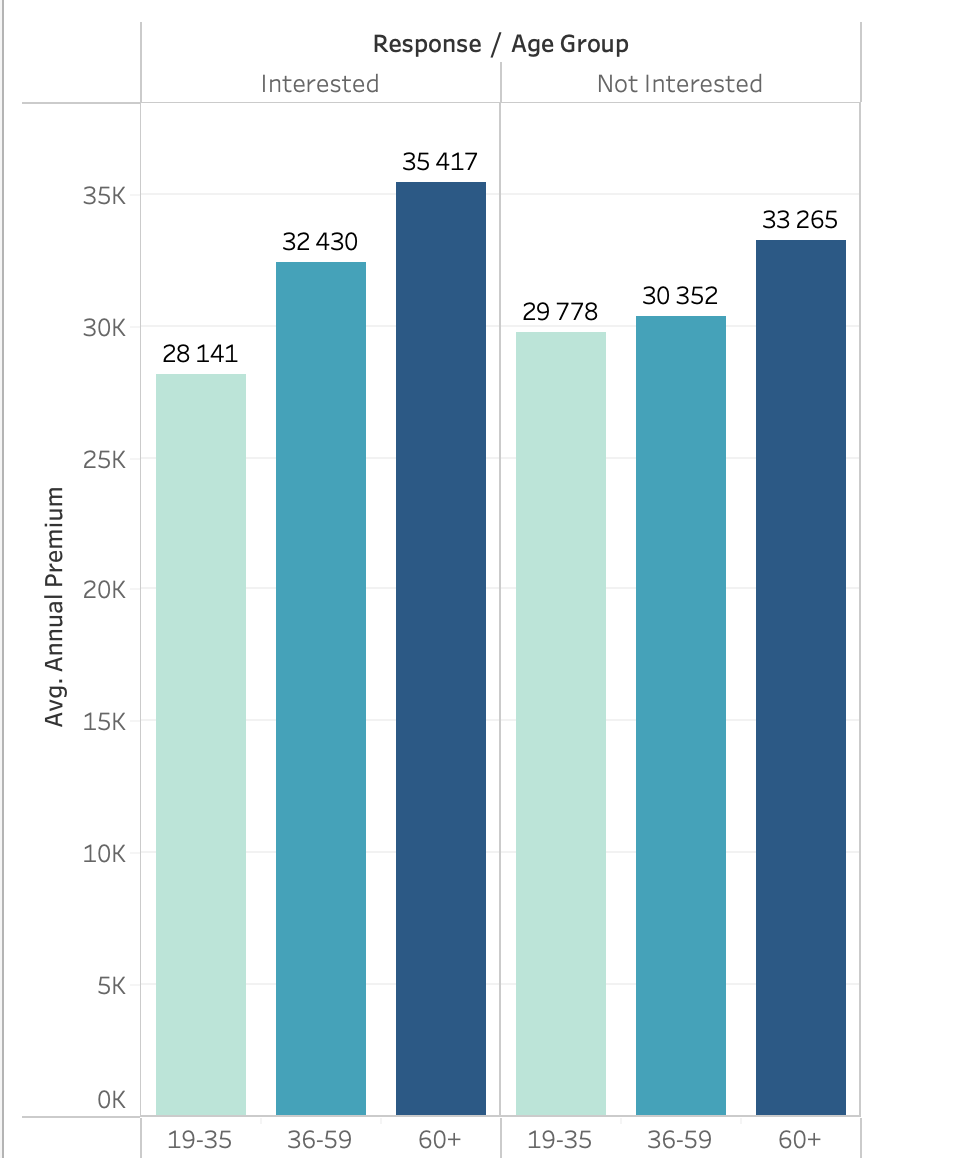 Response / Age Group
Interested
Not Interested
35 417
35K
33 265
32 430
30 352
30K
29 778
28 141
25K
Avg. Annual Premium
20K
15K
10K
5K
0K
19-35 36-59 60+ 19-35 36-59 60+